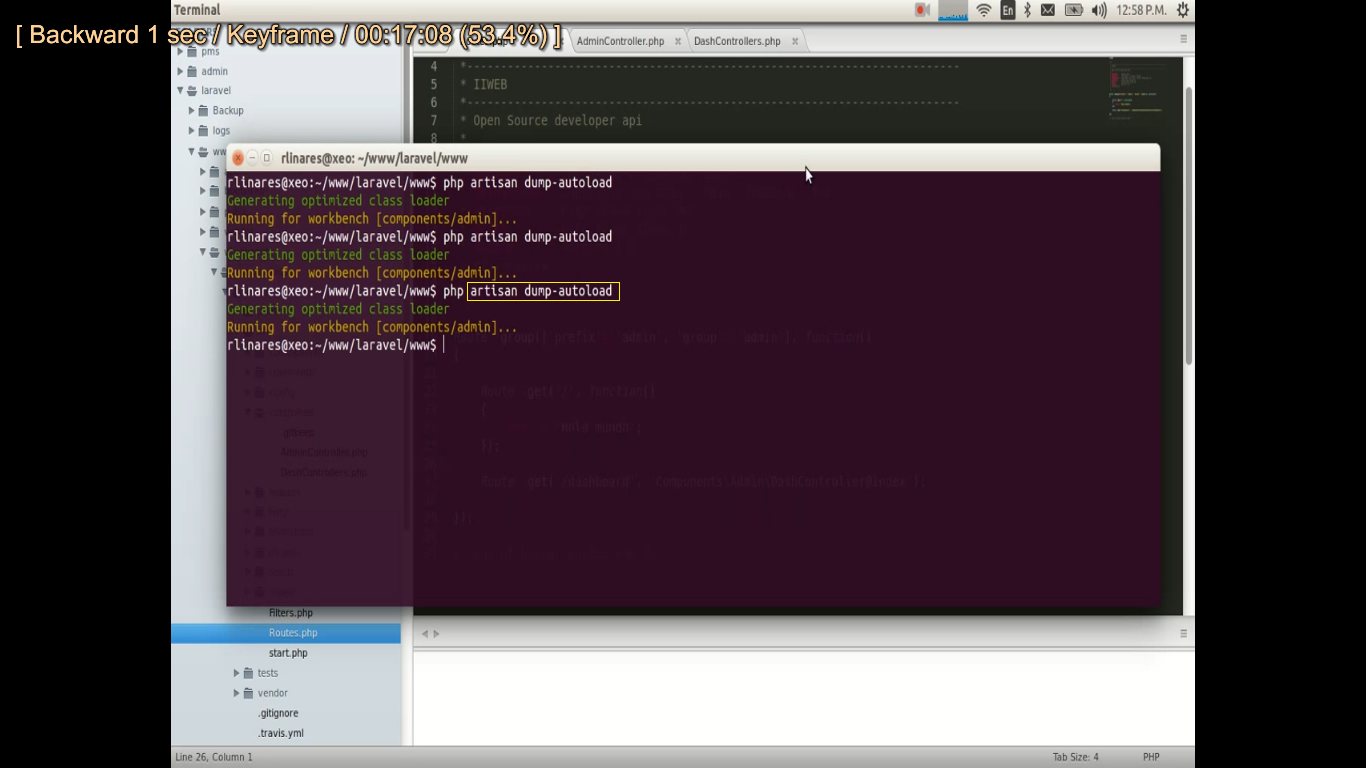 Terminal
En
12:58 P.M.
[ Backward 1 sec / Keyframe / 00:17:08 (53.4%) ]
AdminController.php
DashControllers.php
pms
admin
laravel
Backup
logs
4 *-------------------------------------------------------------------
5 * IIWEB
6 *-------------------------------------------------------------------
7 * Open Source developer api
8 *
rlinares@xeo: ~/www/laravel/www
rlinares@xeo:~/www/laravel/www$ php artisan dump-autoload
Generating optimized class loader
Running for workbench [components/admin]...
rlinares@xeo:~/www/laravel/www$ php artisan dump-autoload
Generating optimized class loader
Running for workbench [components/admin]...
rlinares@xeo:~/www/laravel/www$ php artisan dump-autoload
Generating optimized class loader
Running for workbench [components/admin]...
rlinares@xeo:~/www/laravel/www$
Filters.php
Routes.php
start.php
tests
vendor
.gitignore
.travis.yml
Line 26, Column 1
Tab Size: 4
PHP